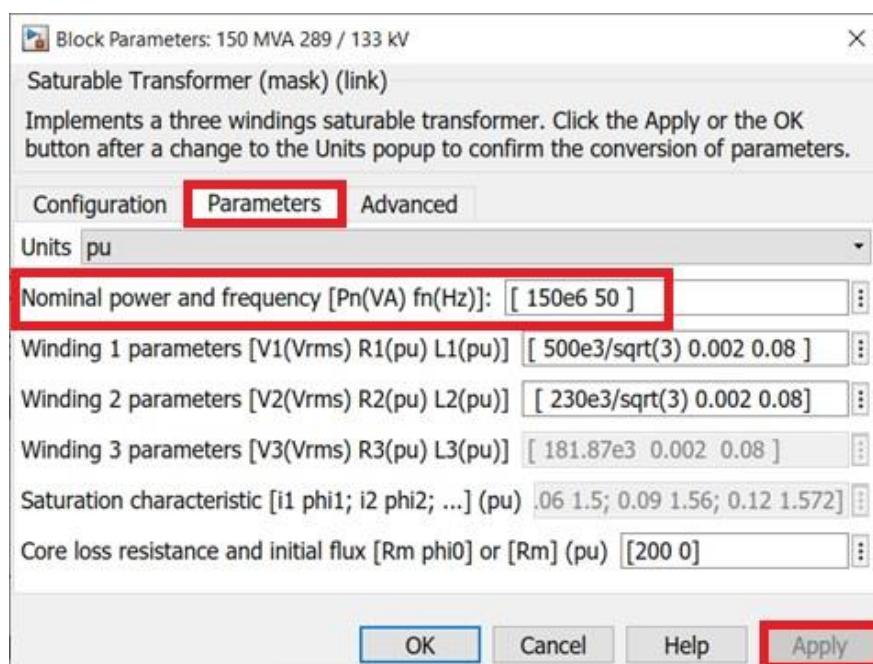 Block Parameters: 150 MVA 289 / 133 kV
Saturable Transformer (mask) (link)
Implements a three windings saturable transformer. Click the Apply or the OK
button after a change to the Units popup to confirm the conversion of parameters.
Configuration Parameters Advanced
Units pu
Nominal power and frequency [Pn(VA) fn(Hz)]: [ 150e6 50 ]
Winding 1 parameters [V1(Vrms) R1(pu) L1(pu)] [ 500e3/sqrt(3) 0.002 0.08 ]
Winding 2 parameters [V2(Vrms) R2(pu) L2(pu)] [ 230e3/sqrt(3) 0.002 0.08]
Winding 3 parameters [V3(Vrms) R3(pu) L3(pu)] [ 181.87e3 0.002 0.08 ]
Saturation characteristic [i1 phi1; i2 phi2; ...] (pu) .06 1.5; 0.09 1.56; 0.12 1.572]
Core loss resistance and initial flux [Rm phi0] or [Rm] (pu) [200 0]
OK Cancel Help Apply